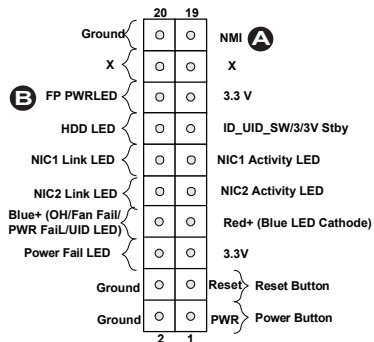 20 19
Ground NMI A
X X
B FP PWRLED 3.3 V
HDD LED ID_UID_SW/3/3V Stby
NIC1 Link LED NIC1 Activity LED
NIC2 Link LED NIC2 Activity LED
Blue+ (OH/Fan Fail/
PWR FaiL/UID LED) Red+ (Blue LED Cathode)
Power Fail LED 3.3V
Ground Reset Reset Button
Ground PWR Power Button
2 1